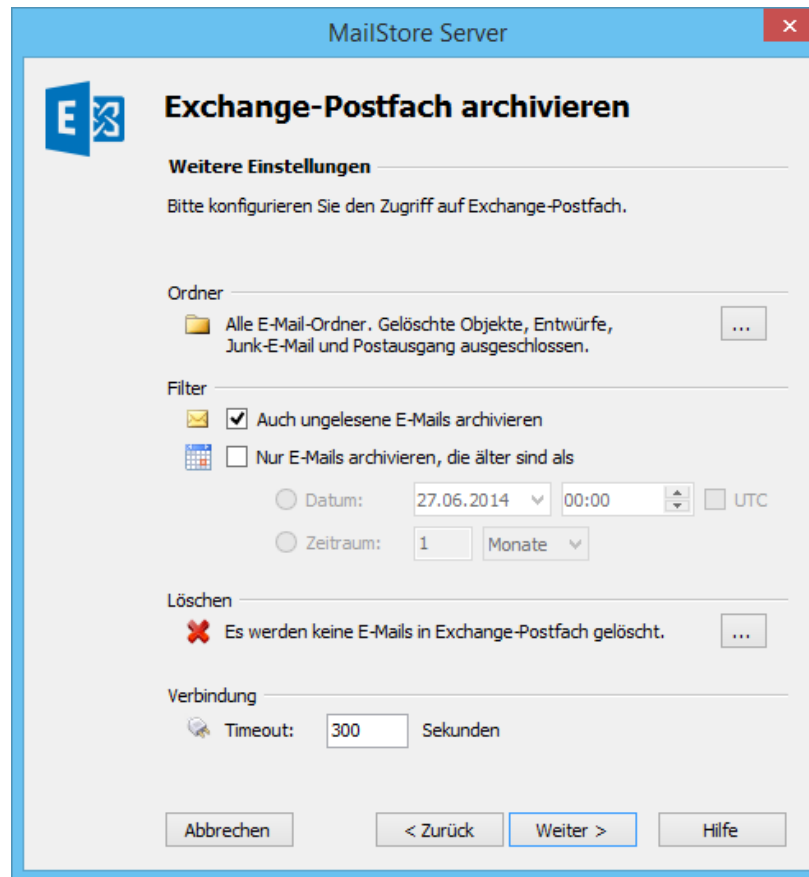 MailStore Server
Exchange-Postfach archivieren
Weitere Einstellungen
Bitte konfigurieren Sie den Zugriff auf Exchange-Postfach.
Ordner
Alle E-Mail-Ordner. Gelöschte Objekte, Entwürfe,
Junk-E-Mail und Postausgang ausgeschlossen.
...
Filter
Auch ungelesene E-Mails archivieren
Nur E-Mails archivieren, die älter sind als
Datum: 27.06.2014 00:00 UTC
Zeitraum: 1 Monate
Löschen
Es werden keine E-Mails in Exchange-Postfach gelöscht. ...
Verbindung
Timeout: 300 Sekunden
Abbrechen < Zurück Weiter > Hilfe